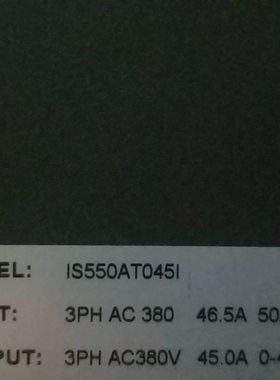 EL: IS550AT045I
T: 3PH AC 380 46.5A 50
PUT: 3PH AC380V 45.0A 0-4